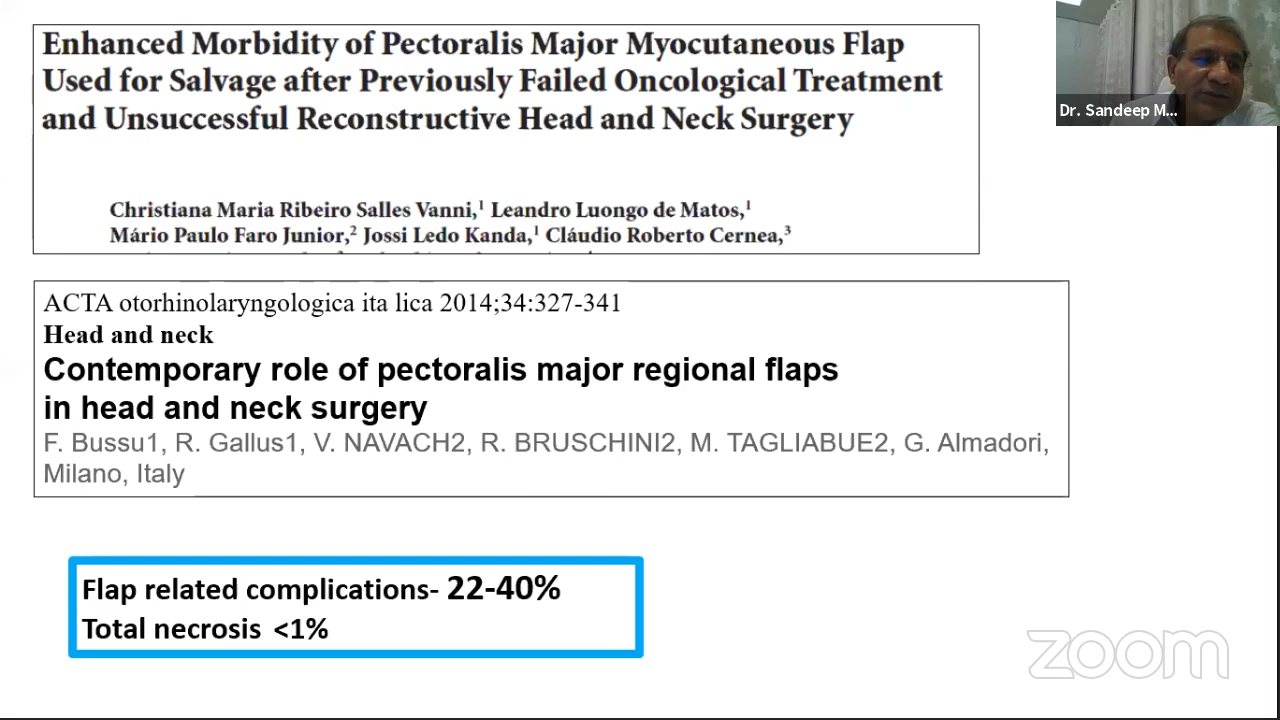 Enhanced Morbidity of Pectoralis Major Myocutaneous Flap
Used for Salvage after Previously Failed Oncological Treatment
and Unsuccessful Reconstructive Head and Neck Surgery
Christiana Maria Ribeiro Salles Vanni,¹ Leandro Luongo de Matos,¹
Mário Paulo Faro Junior,² Jossi Ledo Kanda,¹ Cláudio Roberto Cernea,³
Dr. Sandeep M...
ACTA otorhinolaryngologica ita lica 2014;34:327-341
Head and neck
Contemporary role of pectoralis major regional flaps
in head and neck surgery
F. Bussu1, R. Gallus1, V. NAVACH2, R. BRUSCHINI2, M. TAGLIABUE2, G. Almadori,
Milano, Italy
Flap related complications- 22-40%
Total necrosis <1%
zoom